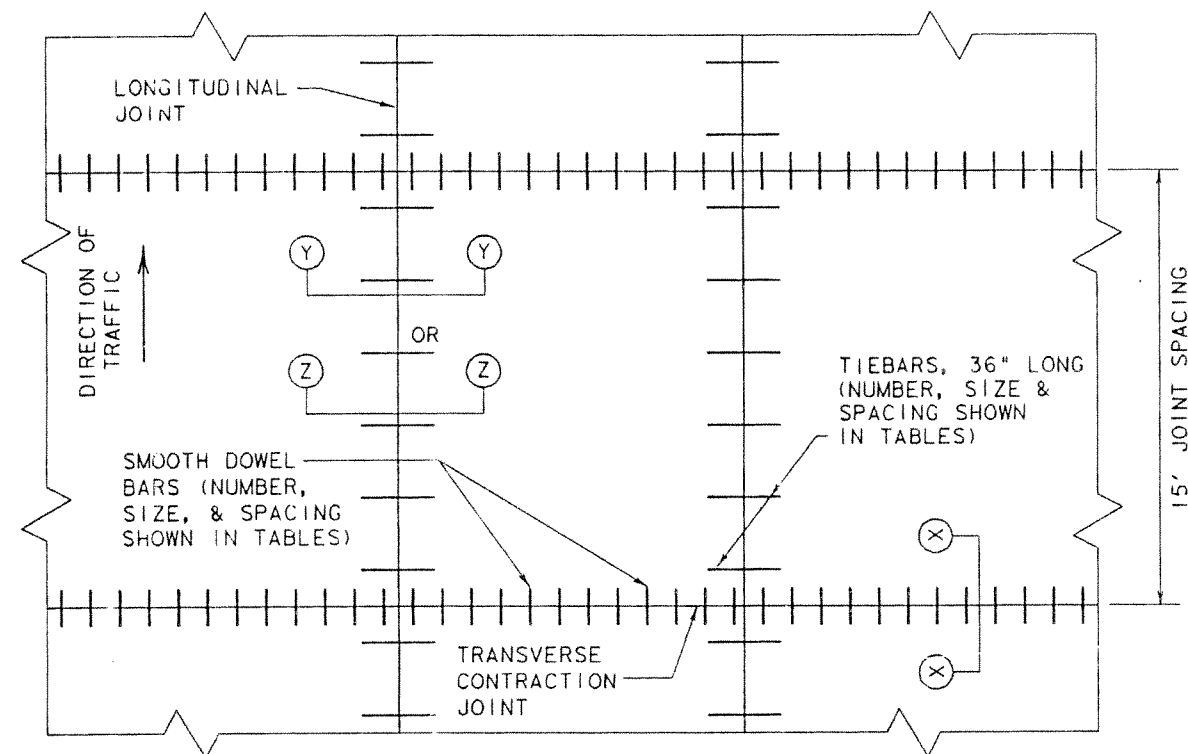 LONGITUDINAL
JOINT
DIRECTION OF
TRAFFIC
Y
Y
OR
Z
Z
TIEBARS, 36" LONG
(NUMBER, SIZE &
SPACING SHOWN
IN TABLES)
SMOOTH DOWEL
BARS (NUMBER,
SIZE, & SPACING
SHOWN IN TABLES)
X
X
TRANSVERSE
CONTRACTION
JOINT
15' JOINT SPACING